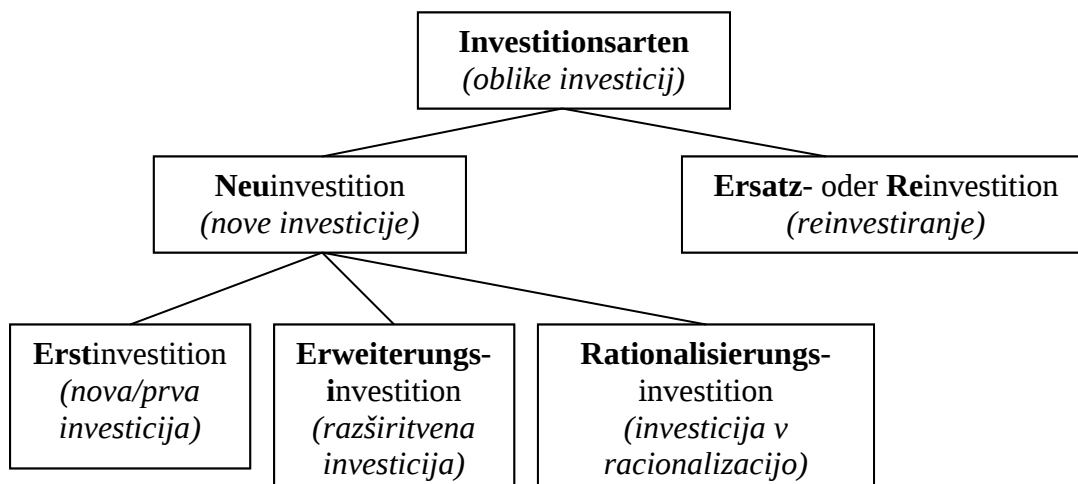 Investitionsarten
(oblike investicij)
Neuinvestition
(nove investicije)
Ersatz- oder Reinvestition
(reinvestiranje)
Erstinvestition
(nova/prva
investicija)
Erweiterungs-
investition
(razširitvena
investicija)
Rationalisierungs-
investition
(investicija v
racionalizacijo)